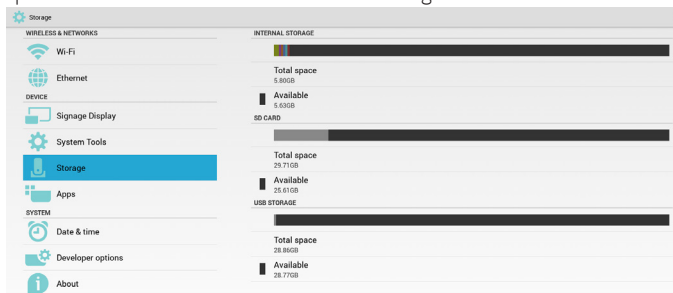 Storage
WIRELESS & NETWORKS
Wi-Fi
Ethernet
DEVICE
Signage Display
System Tools
Storage
Apps
SYSTEM
Date & time
Developer options
About
INTERNAL STORAGE
Total space
5.80GB
Available
5.63GB
SD CARD
Total space
29.71GB
Available
25.61GB
USB STORAGE
Total space
28.86GB
Available
28.77GB